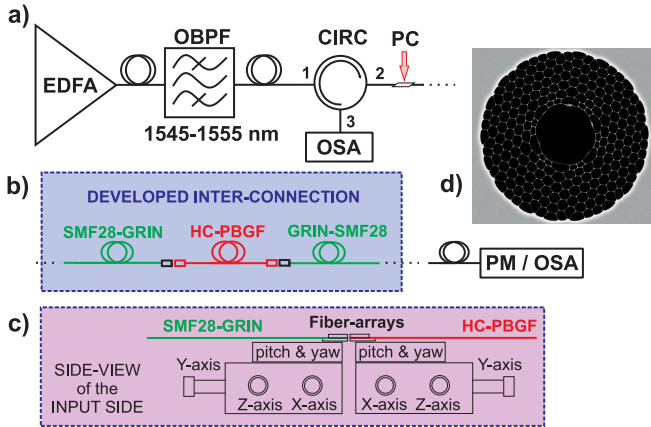 a)
OBPF
CIRC
PC
EDFA
1
2
3
1545-1555 nm
OSA
b)
DEVELOPED INTER-CONNECTION
d)
SMF28-GRIN
HC-PBGF
GRIN-SMF28
PM / OSA
c)
SMF28-GRIN
Fiber-arrays
HC-PBGF
pitch & yaw
pitch & yaw
SIDE-VIEW
of the
INPUT SIDE
Y-axis
Y-axis
Z-axis
X-axis
X-axis
Z-axis